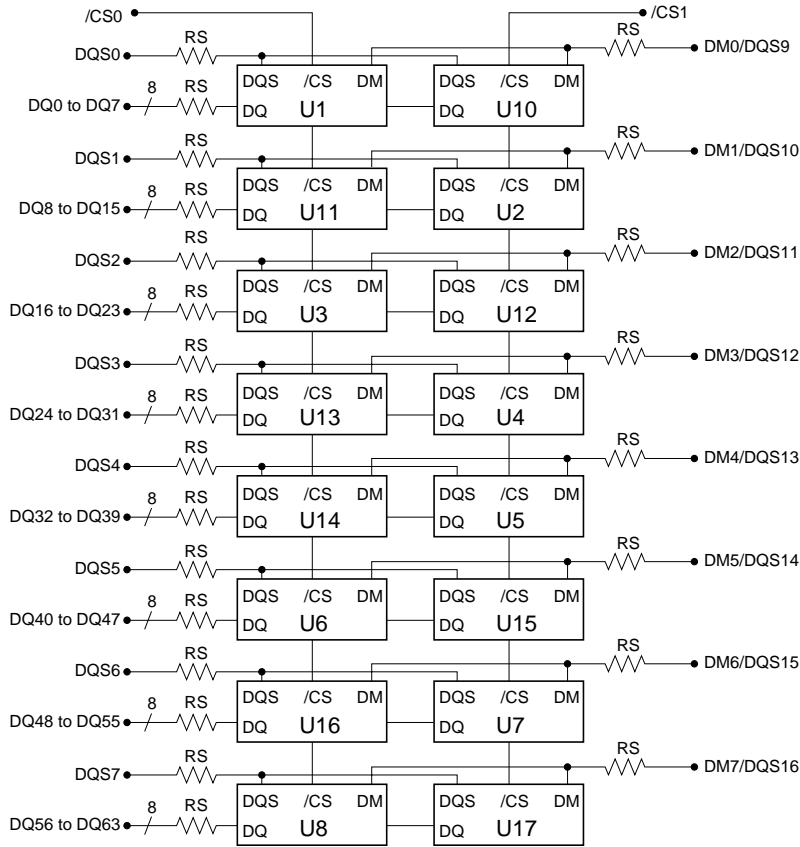 /CS0 /CS1
DQS0 RS RS DM0/DQS9
DQS /CS DM DQS /CS DM
DQ0 to DQ7 8 RS DQ U1 DQ U10
DQS1 RS RS DM1/DQS10
DQS /CS DM DQS /CS DM
DQ8 to DQ15 8 RS DQ U11 DQ U2
DQS2 RS RS DM2/DQS11
DQS /CS DM DQS /CS DM
DQ16 to DQ23 8 RS DQ U3 DQ U12
DQS3 RS RS DM3/DQS12
DQS /CS DM DQS /CS DM
DQ24 to DQ31 8 RS DQ U13 DQ U4
DQS4 RS RS DM4/DQS13
DQS /CS DM DQS /CS DM
DQ32 to DQ39 8 RS DQ U14 DQ U5
DQS5 RS RS DM5/DQS14
DQS /CS DM DQS /CS DM
DQ40 to DQ47 8 RS DQ U6 DQ U15
DQS6 RS RS DM6/DQS15
DQS /CS DM DQS /CS DM
DQ48 to DQ55 8 RS DQ U16 DQ U7
DQS7 RS RS DM7/DQS16
DQS /CS DM DQS /CS DM
DQ56 to DQ63 8 RS DQ U8 DQ U17